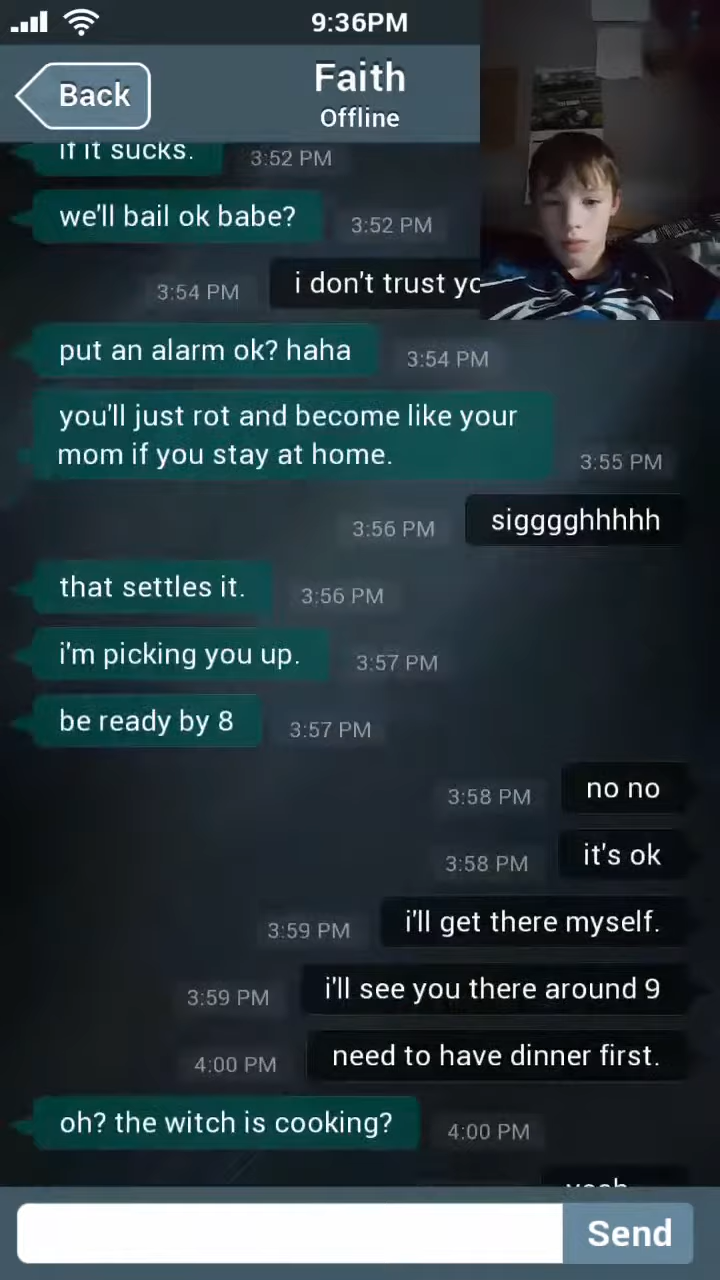 9:36PM
Back
Faith
Offline
if it sucks.
3:52 PM
we'll bail ok babe?
3:52 PM
3:54 PM
i don't trust
put an alarm ok? haha
3:54 PM
you'll just rot and become like your
mom if you stay at home.
3:55 PM
3:56 PM
sigggghhhhh
that settles it.
3:56 PM
i'm picking you up.
3:57 PM
be ready by 8
3:57 PM
3:58 PM
no no
3:58 PM
it's ok
3:59 PM
i'll get there myself.
3:59 PM
i'll see you there around 9
4:00 PM
need to have dinner first.
oh? the witch is cooking?
4:00 PM
Send